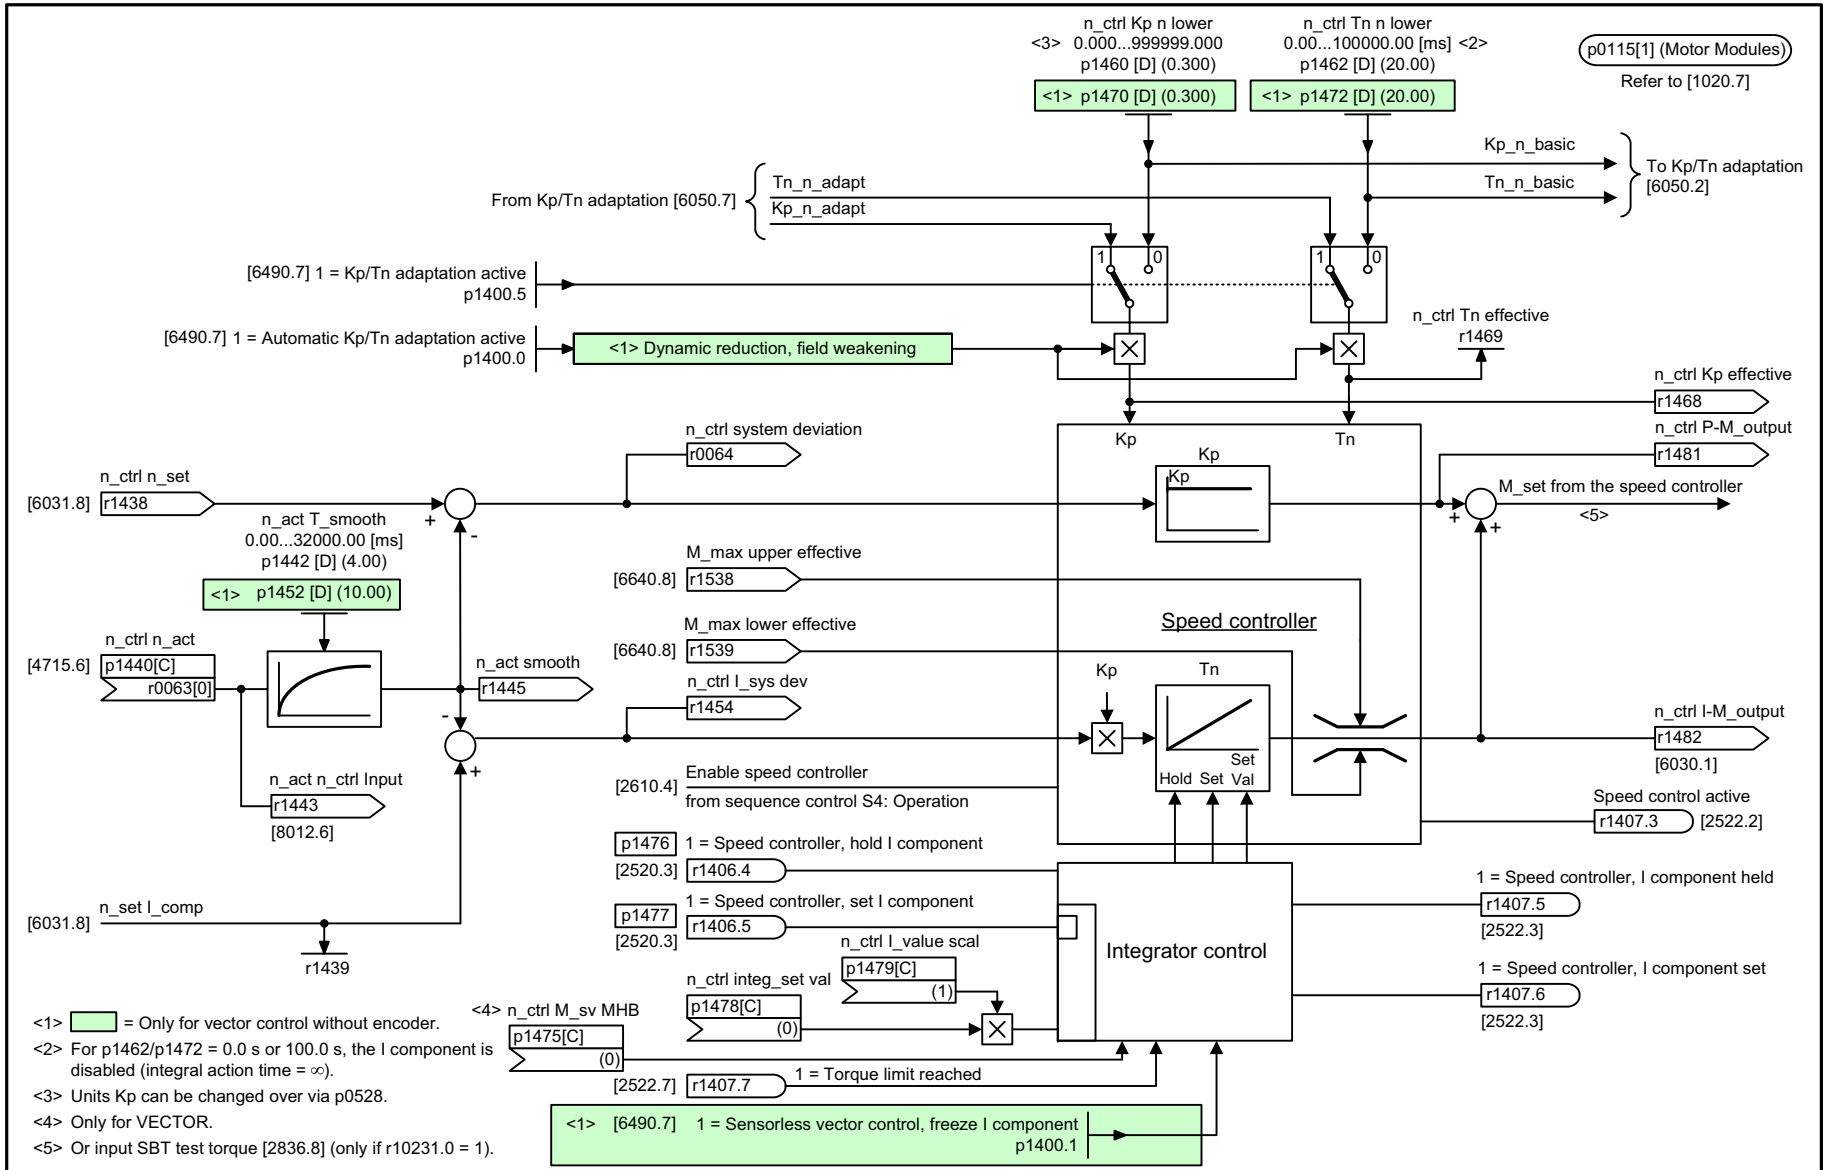 n_ctrl Kp n lower
<3> 0.000...999999.000
p1460 [D] (0.300)
<1> p1470 [D] (0.300)
n_ctrl Tn n lower
0.00...100000.00 [ms] <2>
p1462 [D] (20.00)
<1> p1472 [D] (20.00)
p0115[1] (Motor Modules)
Refer to [1020.7]
Kp_n_basic
Tn_n_basic
To Kp/Tn adaptation
[6050.2]
From Kp/Tn adaptation [6050.7]
Tn_n_adapt
Kp_n_adapt
1 0
1 0
[6490.7] 1 = Kp/Tn adaptation active
p1400.5
[6490.7] 1 = Automatic Kp/Tn adaptation active
p1400.0
<1> Dynamic reduction, field weakening
n_ctrl Tn effective
r1469
n_ctrl Kp effective
r1468
n_ctrl P-M_output
r1481
M_set from the speed controller
<5>
+
+
n_ctrl system deviation
r0064
Kp
Tn
Kp
Kp
n_ctrl n_set
[6031.8] r1438
+
-
n_act T_smooth
0.00...32000.00 [ms]
p1442 [D] (4.00)
<1> p1452 [D] (10.00)
M_max upper effective
[6640.8] r1538
M_max lower effective
[6640.8] r1539
Speed controller
n_ctrl n_act
[4715.6] p1440[C]
r0063[0]
n_act smooth
r1445
n_ctrl I_sys dev
r1454
-
+
Kp
Tn
Set
Hold Set Val
n_ctrl I-M_output
r1482
[6030.1]
n_act n_ctrl Input
r1443
[8012.6]
[2610.4] Enable speed controller
from sequence control S4: Operation
Speed control active
r1407.3 [2522.2]
p1476 1 = Speed controller, hold I component
[2520.3] r1406.4
p1477 1 = Speed controller, set I component
[2520.3] r1406.5
1 = Speed controller, I component held
r1407.5
[2522.3]
[6031.8] n_set I_comp
r1439
n_ctrl I_value scal
p1479[C]
(1)
n_ctrl integ_set val
p1478[C]
(0)
Integrator control
1 = Speed controller, I component set
r1407.6
[2522.3]
<4> n_ctrl M_sv MHB
p1475[C]
(0)
[2522.7] r1407.7 1 = Torque limit reached
<1> [6490.7] 1 = Sensorless vector control, freeze I component
p1400.1
<1> = Only for vector control without encoder.
<2> For p1462/p1472 = 0.0 s or 100.0 s, the I component is
disabled (integral action time = ∞).
<3> Units Kp can be changed over via p0528.
<4> Only for VECTOR.
<5> Or input SBT test torque [2836.8] (only if r10231.0 = 1).